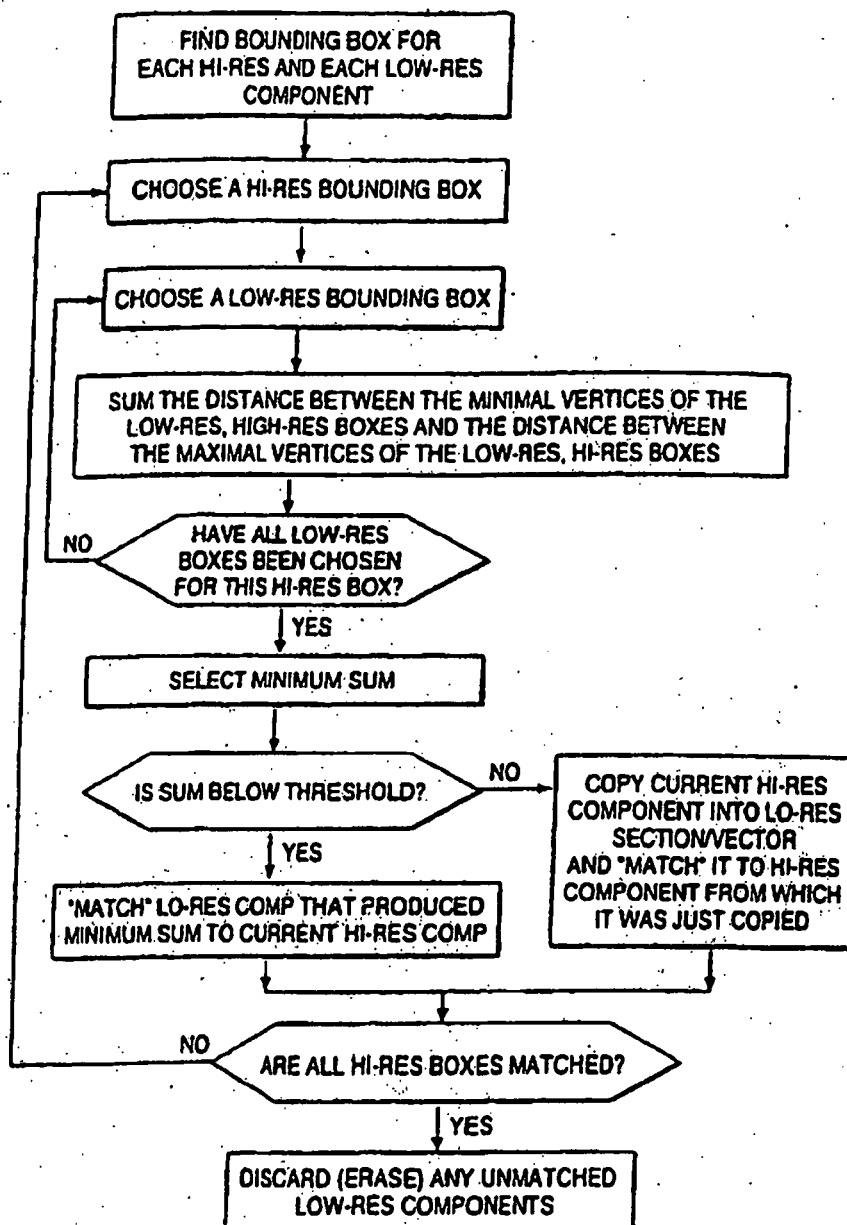 FIND BOUNDING BOX FOR
EACH HI-RES AND EACH LOW-RES
COMPONENT
CHOOSE A HI-RES BOUNDING BOX
CHOOSE A LOW-RES BOUNDING BOX
SUM THE DISTANCE BETWEEN THE MINIMAL VERTICES OF THE
LOW-RES, HIGH-RES BOXES AND THE DISTANCE BETWEEN
THE MAXIMAL VERTICES OF THE LOW-RES, HI-RES BOXES
NO
HAVE ALL LOW-RES
BOXES BEEN CHOSEN
FOR THIS HI-RES BOX?
YES
SELECT MINIMUM SUM
IS SUM BELOW THRESHOLD?
NO
YES
COPY CURRENT HI-RES
COMPONENT INTO LO-RES
SECTION/VECTOR
AND "MATCH" IT TO HI-RES
COMPONENT FROM WHICH
IT WAS JUST COPIED
"MATCH" LO-RES COMP THAT PRODUCED
MINIMUM SUM TO CURRENT HI-RES COMP
NO
ARE ALL HI-RES BOXES MATCHED?
YES
DISCARD (ERASE) ANY UNMATCHED
LOW-RES COMPONENTS